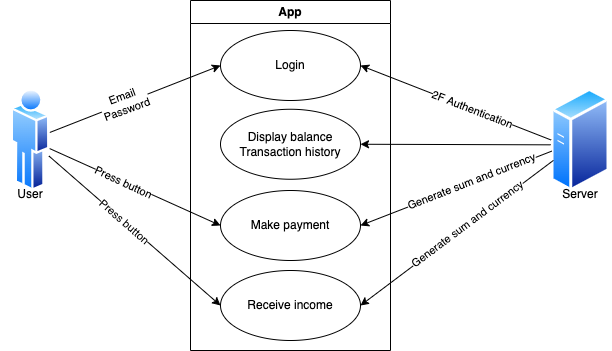 App
Login
Email
Password
2F Authentication
Display balance
Transaction history
User
Server
Press button
Generate sum and currency
Make payment
Press button
Generate sum and currency
Receive income